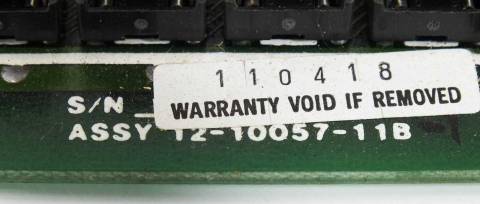 110418
WARRANTY VOID IF REMOVED
S/N
ASSY 12-10057-11B